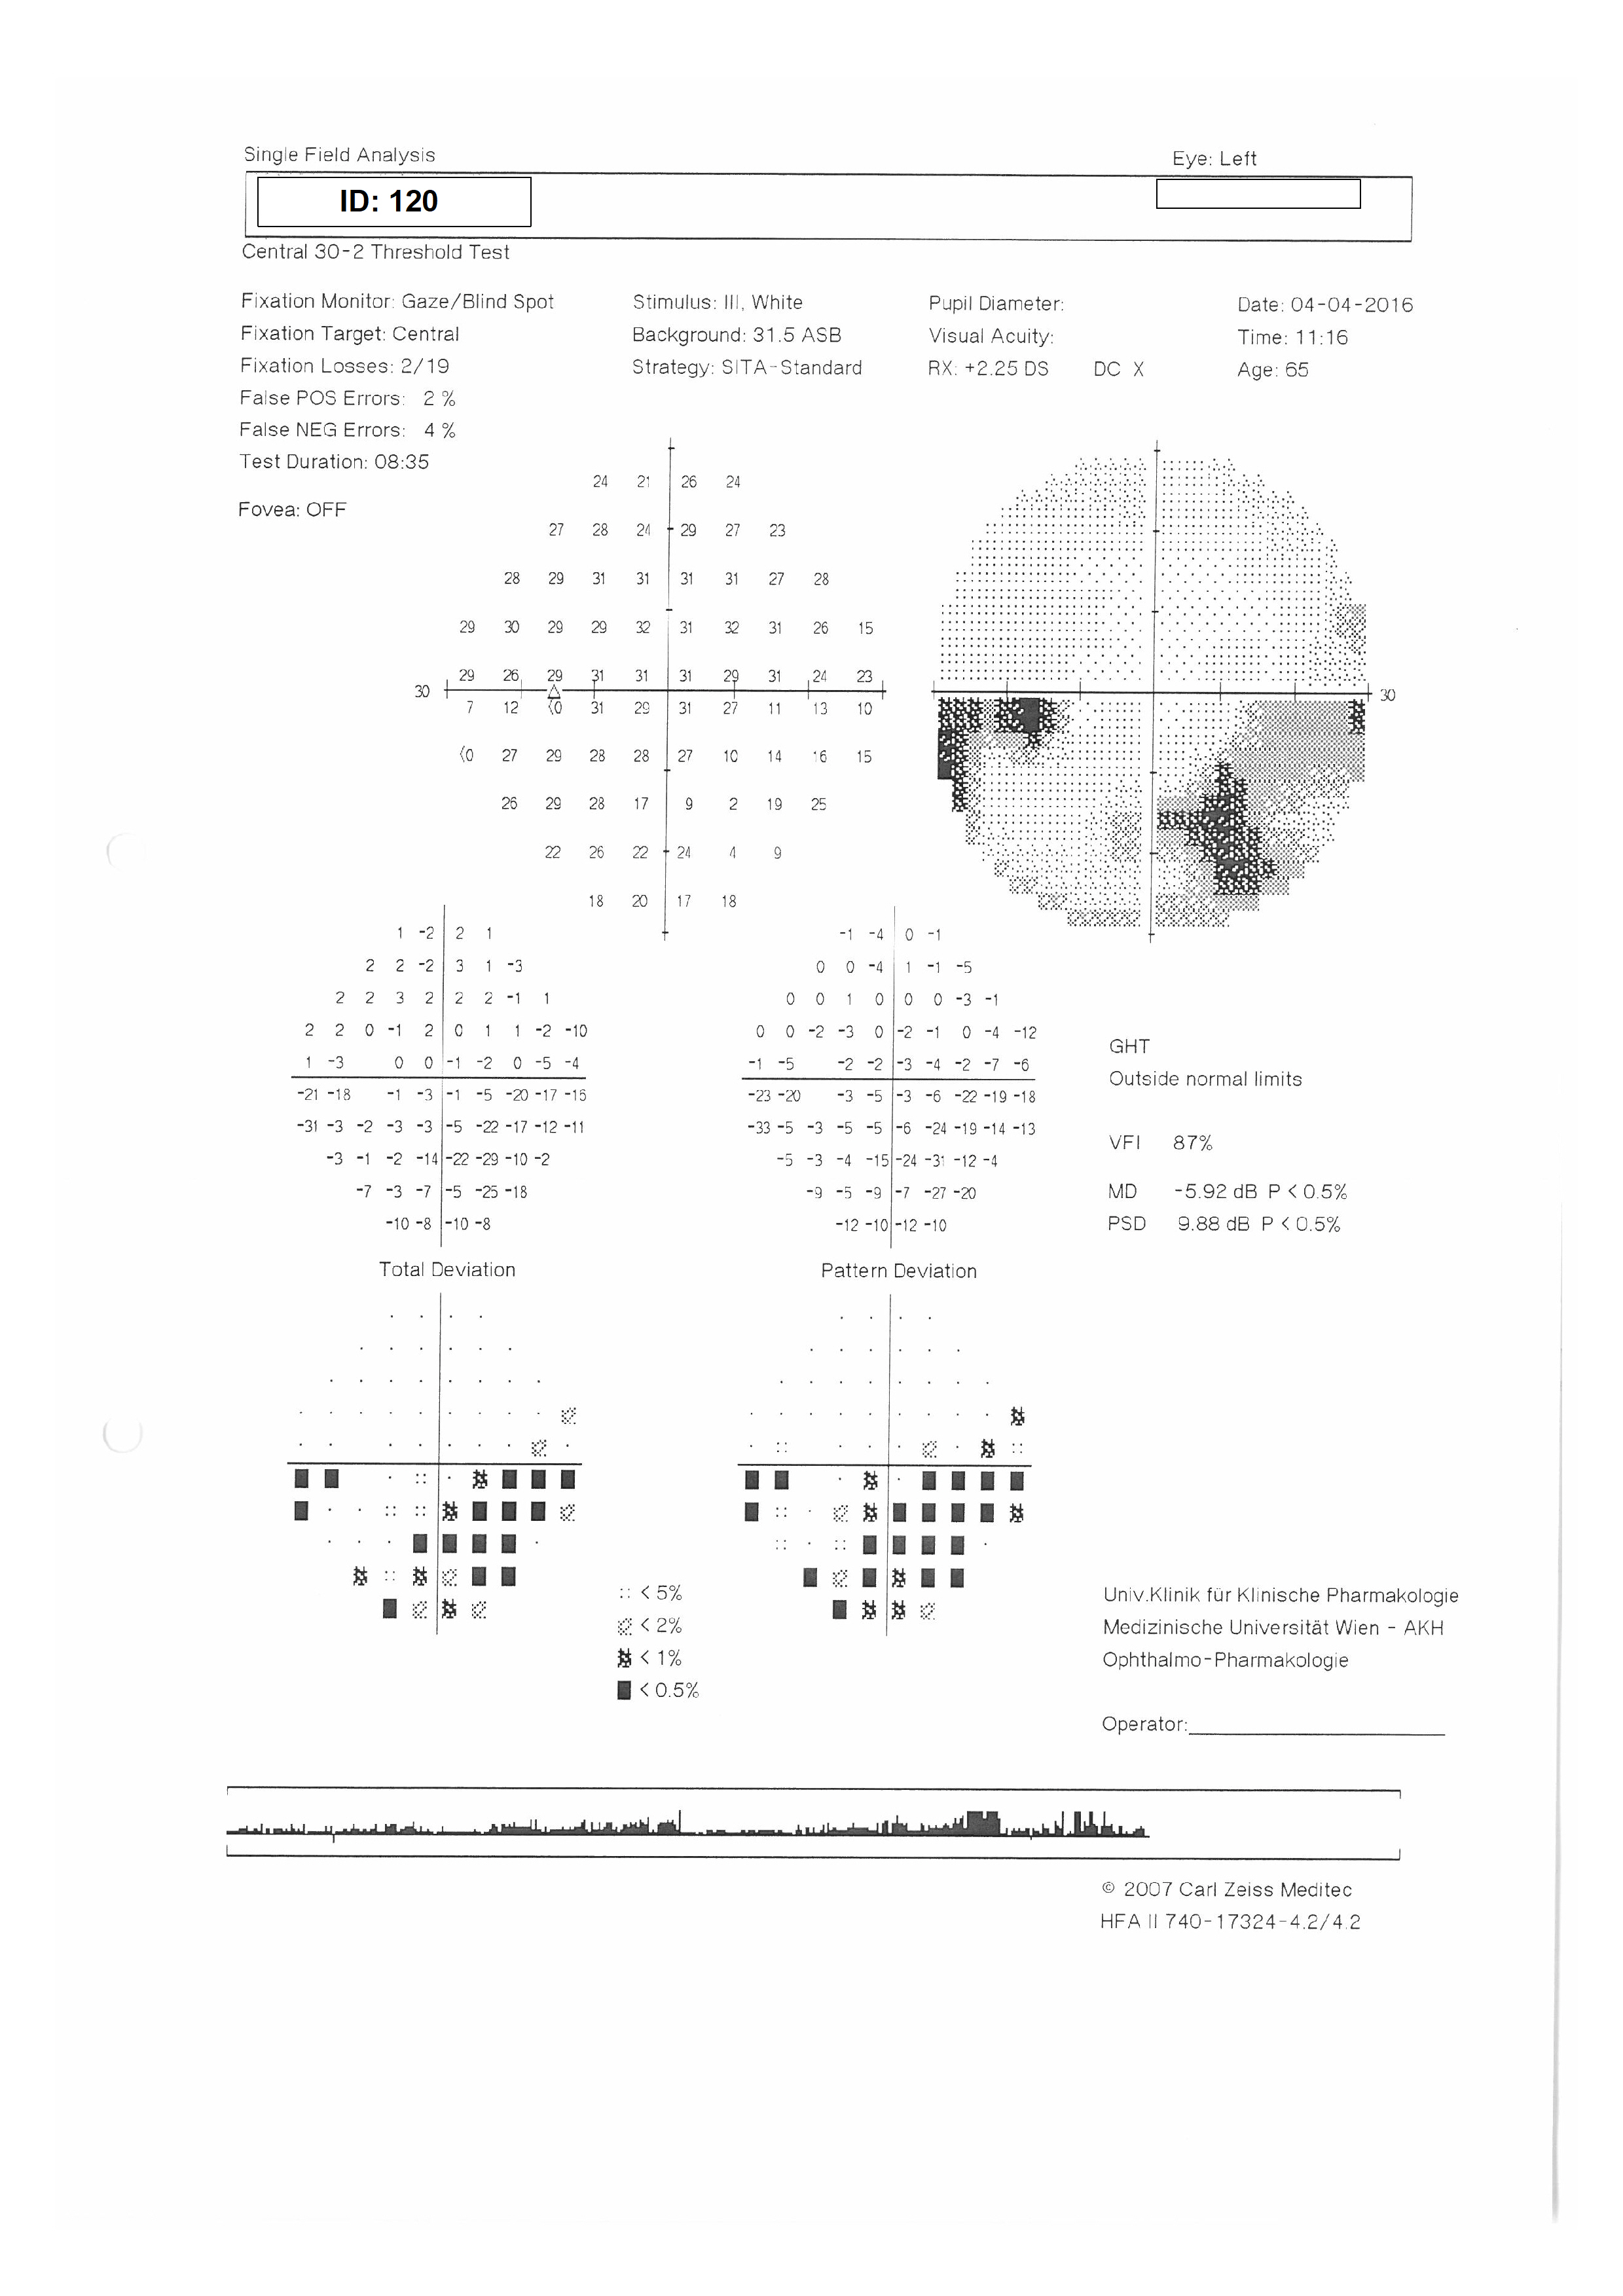 Single Field Analysis
Eye: Left
ID: 120
Central 30-2 Threshold Test
Fixation Monitor: Gaze/Blind Spot
Stimulus: III, White
Pupil Diameter:
Date: 04-04-2016
Fixation Target: Central
Background: 31.5 ASB
Visual Acuity:
Time: 11:16
Fixation Losses: 2/19
Strategy: SITA-Standard
RX: +2.25 DS DC X
Age: 65
False POS Errors: 2 %
False NEG Errors: 4 %
Test Duration: 08:35
Fovea: OFF
24 21 26 24
27 28 24 29 27 23
28 29 31 31 31 31 27 28
29 30 29 29 32 31 32 31 26 15
29 26 29 31 31 31 29 31 24 23
30
30
7 12 <0 31 29 31 27 11 13 10
<0 27 29 28 28 27 10 14 16 15
26 29 28 17 9 2 19 25
22 26 22 24 4 9
18 20 17 18
1 -2 2 1
2 2 -2 3 1 -3
2 2 3 2 2 2 -1 1
2 2 0 -1 2 0 1 1 -2 -10
1 -3 0 0 -1 -2 0 -5 -4
-21 -18 -1 -3 -1 -5 -20 -17 -15
-31 -3 -2 -3 -3 -5 -22 -17 -12 -11
-3 -1 -2 -14 -22 -29 -10 -2
-7 -3 -7 -5 -25 -18
-10 -8 -10 -8
Total Deviation
-1 -4 0 -1
0 0 -4 1 -1 -5
0 0 1 0 0 0 -3 -1
0 0 -2 -3 0 -2 -1 0 -4 -12
-1 -5 -2 -2 -3 -4 -2 -7 -6
-23 -20 -3 -5 -3 -6 -22 -19 -18
-33 -5 -3 -5 -5 -6 -24 -19 -14 -13
-5 -3 -4 -15 -24 -31 -12 -4
-9 -5 -9 -7 -27 -20
-12 -10 -12 -10
Pattern Deviation
GHT
Outside normal limits
VFI 87%
MD -5.92 dB P < 0.5%
PSD 9.88 dB P < 0.5%
< 5%
< 2%
< 1%
< 0.5%
Univ.Klinik für Klinische Pharmakologie
Medizinische Universität Wien - AKH
Ophthalmo-Pharmakologie
Operator:
© 2007 Carl Zeiss Meditec
HFA II 740-17324-4.2/4.2